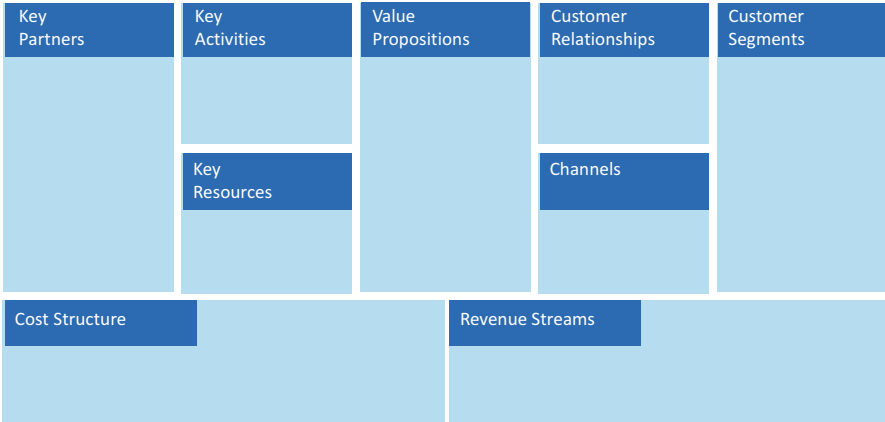 Key
Partners
Key
Activities
Value
Propositions
Customer
Relationships
Customer
Segments
Key
Resources
Channels
Cost Structure
Revenue Streams